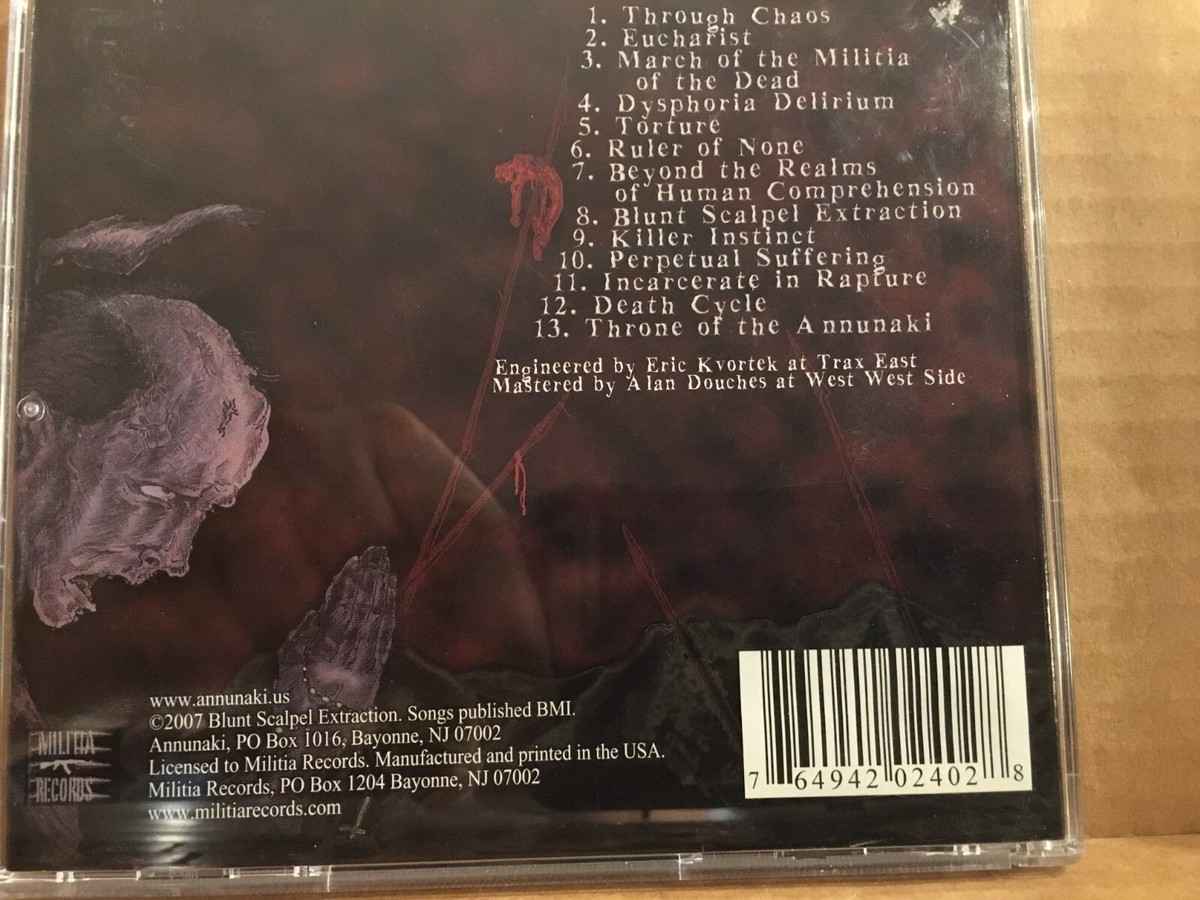 1. Through Chaos
2. Eucharist
3. March of the Militia
of the Dead
4. Dysphoria Delirium
5. Torture
6. Ruler of None
7. Beyond the Realms
of Human Comprehension
8. Blunt Scalpel Extraction
9. Killer Instinct
10. Perpetual Suffering
11. Incarcerate in Rapture
12. Death Cycle
13. Throne of the Annunaki
Engineered by Eric Kvortek at Trax East
Mastered by Alan Douches at West West Side
www.annunaki.us
©2007 Blunt Scalpel Extraction. Songs published BMI.
Annunaki, PO Box 1016, Bayonne, NJ 07002
Licensed to Militia Records. Manufactured and printed in the USA.
Militia Records, PO Box 1204 Bayonne, NJ 07002
www.militiarecords.com
MILITIA
RECORDS
7 64942 02402 8